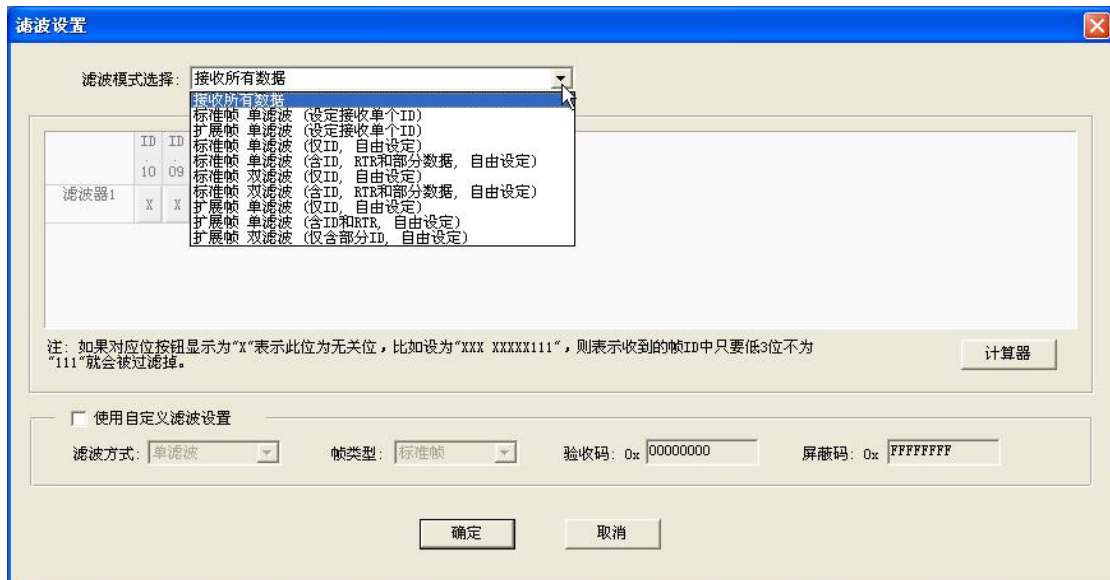 滤波设置
滤波模式选择: 接收所有数据
接收所有数据
标准帧 单滤波 (设定接收单个ID)
扩展帧 单滤波 (设定接收单个ID)
标准帧 单滤波 (仅ID, 自由设定)
标准帧 单滤波 (含ID, RTR和部分数据, 自由设定)
标准帧 双滤波 (仅ID, 自由设定)
标准帧 双滤波 (含ID, RTR和部分数据, 自由设定)
扩展帧 单滤波 (仅ID, 自由设定)
扩展帧 单滤波 (含ID和RTR, 自由设定)
扩展帧 双滤波 (仅含部分ID, 自由设定)
ID ID
. .
10 09
滤波器1 X X
注: 如果对应位按钮显示为"X"表示此位为无关位，比如设为"XXX XXXXX111"，则表示收到的帧ID中只要低3位不为
"111"就会被过滤掉。
计算器
使用自定义滤波设置
滤波方式: 单滤波 帧类型: 标准帧 验收码: 0x 00000000 屏蔽码: 0x FFFFFFFF
确定 取消